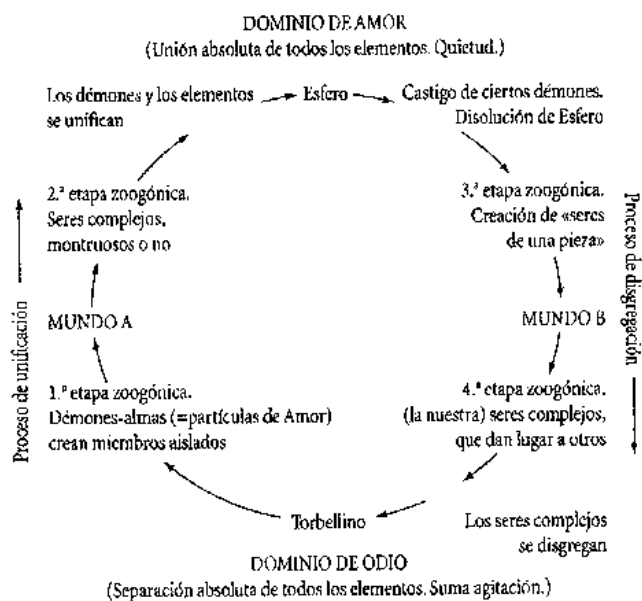 DOMINIO DE AMOR
(Unión absoluta de todos los elementos. Quietud.)
Los démones y los elementos
se unifican
Esfero
Castigo de ciertos démones.
Disolución de Esfero
2.ª etapa zoogónica.
Seres complejos,
montruosos o no
3.ª etapa zoogónica.
Creación de «seres
de una pieza»
Proceso de unificación
Proceso de disgregación
MUNDO A
MUNDO B
1.ª etapa zoogónica.
Démones-almas (=partículas de Amor)
crean miembros aislados
4.ª etapa zoogónica.
(la nuestra) seres complejos,
que dan lugar a otros
Torbellino
Los seres complejos
se disgregan
DOMINIO DE ODIO
(Separación absoluta de todos los elementos. Suma agitación.)